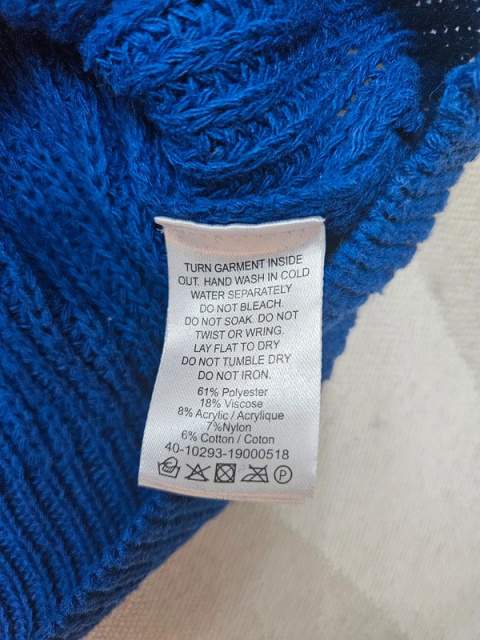 TURN GARMENT INSIDE
OUT. HAND WASH IN COLD
WATER SEPARATELY
DO NOT BLEACH.
DO NOT SOAK. DO NOT
TWIST OR WRING.
LAY FLAT TO DRY
DO NOT TUMBLE DRY
DO NOT IRON.
61% Polyester
18% Viscose
8% Acrylic / Acrylique
7%Nylon
6% Cotton / Coton
40-10293-19000518
P